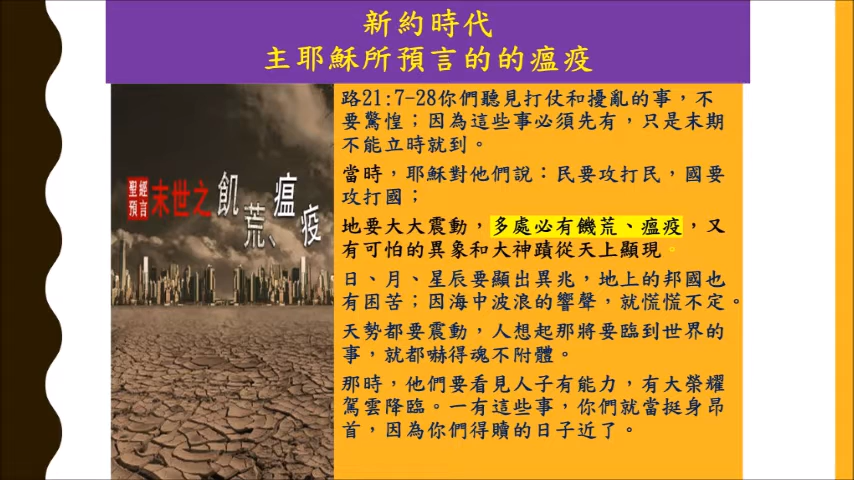 新約時代
主耶穌所預言的的瘟疫
聖經
預言
末世之
飢荒、瘟疫
路21:7-28你們聽見打仗和擾亂的事，不
要驚惶；因為這些事必須先有，只是末期
不能立時就到。
當時，耶穌對他們說：民要攻打民，國要
攻打國；
地要大大震動，多處必有饑荒、瘟疫，又
有可怕的異象和大神蹟從天上顯現。
日、月、星辰要顯出異兆，地上的邦國也
有困苦；因海中波浪的響聲，就慌慌不定。
天勢都要震動，人想起那將要臨到世界的
事，就都嚇得魂不附體。
那時，他們要看見人子有能力，有大榮耀
駕雲降臨。一有這些事，你們就當挺身昂
首，因為你們得贖的日子近了。